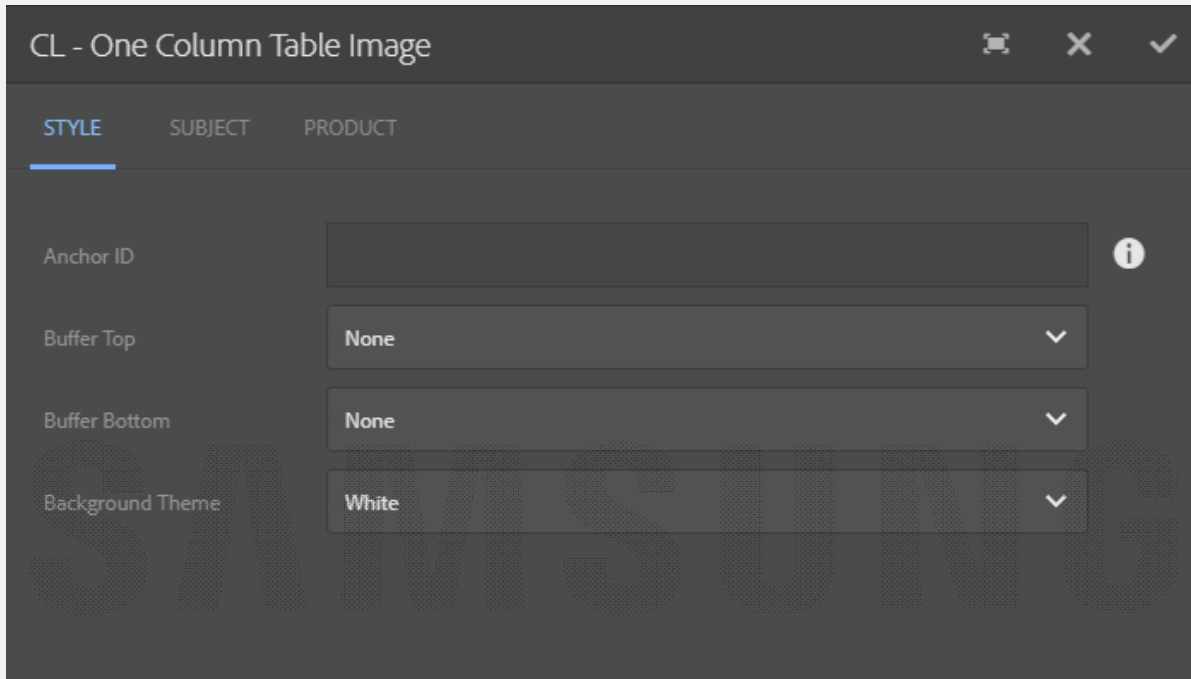 CL - One Column Table Image
STYLE SUBJECT PRODUCT
Anchor ID
Buffer Top None
Buffer Bottom None
Background Theme White
SAMSUNG